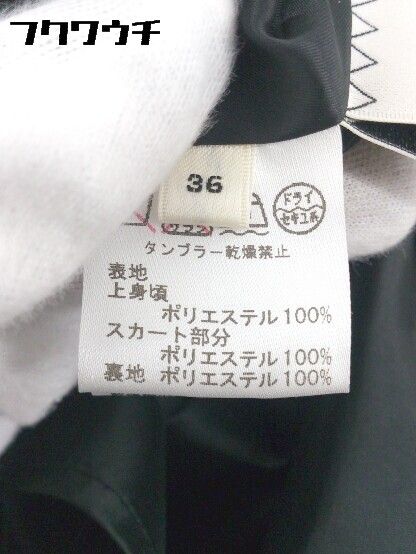 フクワウチ
36
ドライ
セキユ系
タンブラー乾燥禁止
表地
上身頃
ポリエステル100%
スカート部分
ポリエステル100%
裏地 ポリエステル100%